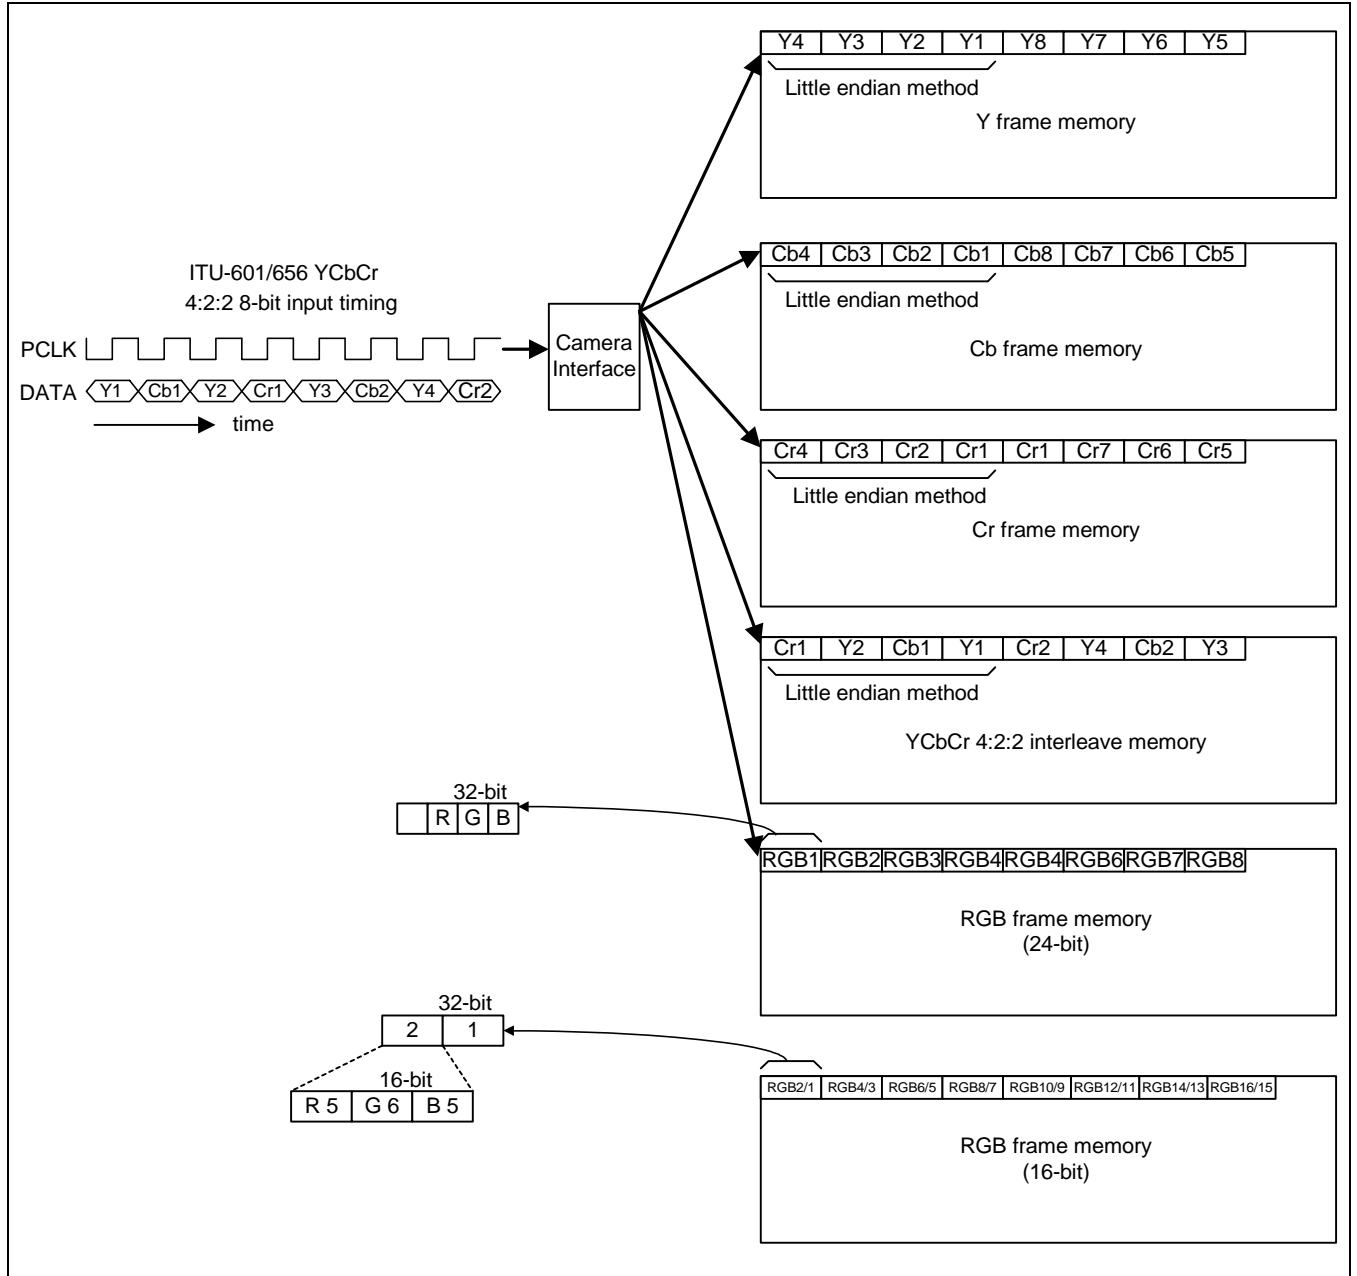 Y4 Y3 Y2 Y1 Y8 Y7 Y6 Y5
Little endian method
Y frame memory
Cb4 Cb3 Cb2 Cb1 Cb8 Cb7 Cb6 Cb5
Little endian method
Cb frame memory
ITU-601/656 YCbCr
4:2:2 8-bit input timing
PCLK
DATA Y1 Cb1 Y2 Cr1 Y3 Cb2 Y4 Cr2
time
Camera
Interface
Cr4 Cr3 Cr2 Cr1 Cr1 Cr7 Cr6 Cr5
Little endian method
Cr frame memory
Cr1 Y2 Cb1 Y1 Cr2 Y4 Cb2 Y3
Little endian method
YCbCr 4:2:2 interleave memory
32-bit
R G B
RGB1 RGB2 RGB3 RGB4 RGB4 RGB6 RGB7 RGB8
RGB frame memory
(24-bit)
32-bit
2 1
16-bit
R 5 G 6 B 5
RGB2/1 RGB4/3 RGB6/5 RGB8/7 RGB10/9 RGB12/11 RGB14/13 RGB16/15
RGB frame memory
(16-bit)